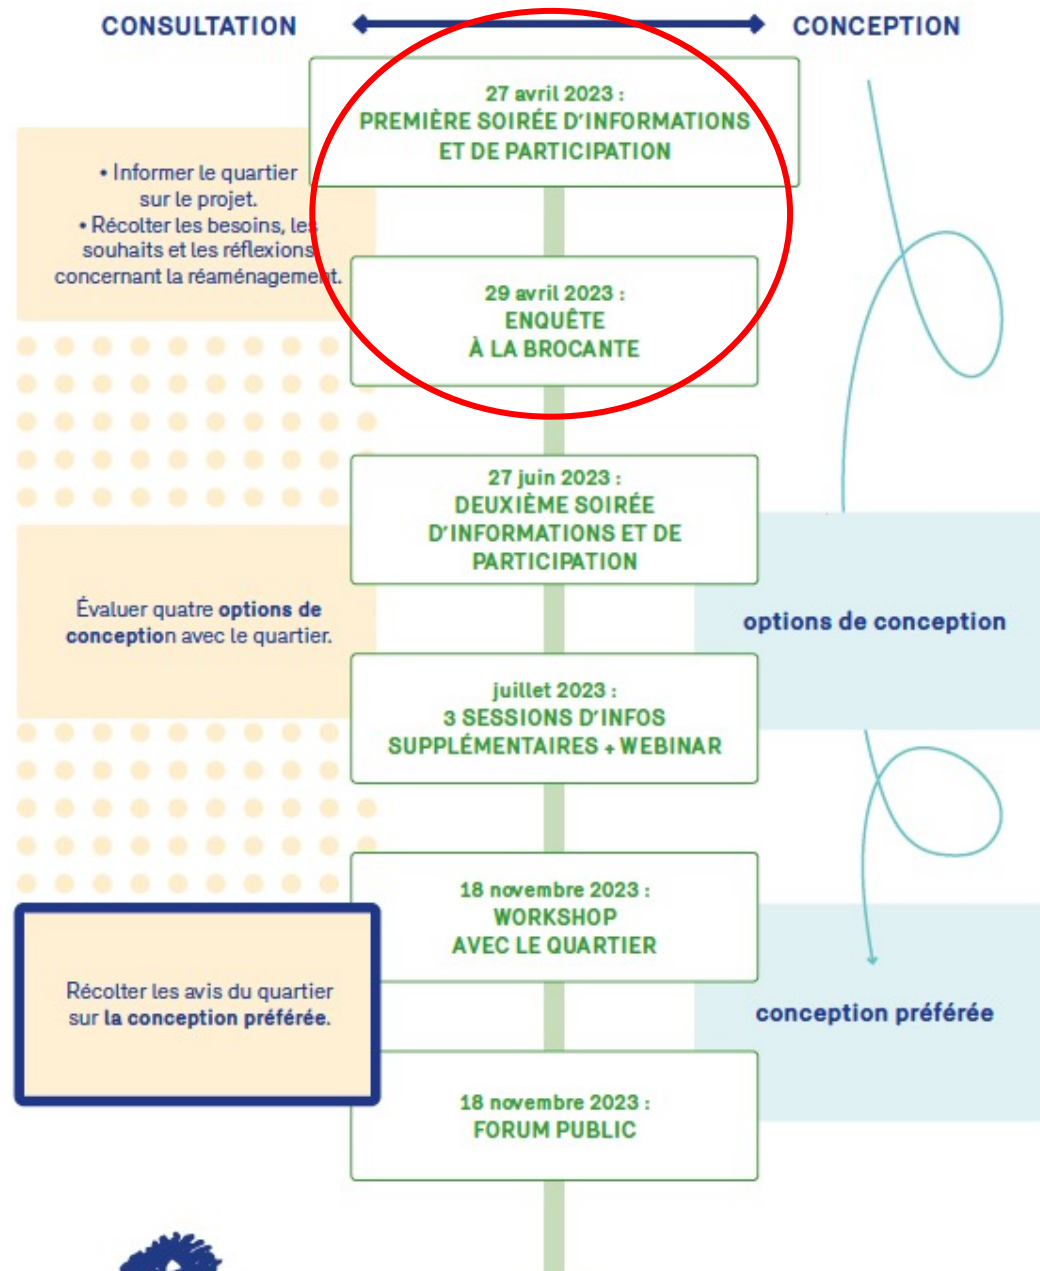 CONSULTATION
CONCEPTION
27 avril 2023 :
PREMIÈRE SOIRÉE D'INFORMATIONS
ET DE PARTICIPATION
• Informer le quartier
sur le projet.
• Récolter les besoins, les
souhaits et les réflexions
concernant la réaménagement.
29 avril 2023 :
ENQUÊTE
À LA BROCANTE
27 juin 2023 :
DEUXIÈME SOIRÉE
D'INFORMATIONS ET DE
PARTICIPATION
Évaluer quatre options de
conception avec le quartier.
options de conception
juillet 2023 :
3 SESSIONS D'INFOS
SUPPLÉMENTAIRES + WEBINAR
18 novembre 2023 :
WORKSHOP
AVEC LE QUARTIER
Récolter les avis du quartier
sur la conception préférée.
conception préférée
18 novembre 2023 :
FORUM PUBLIC